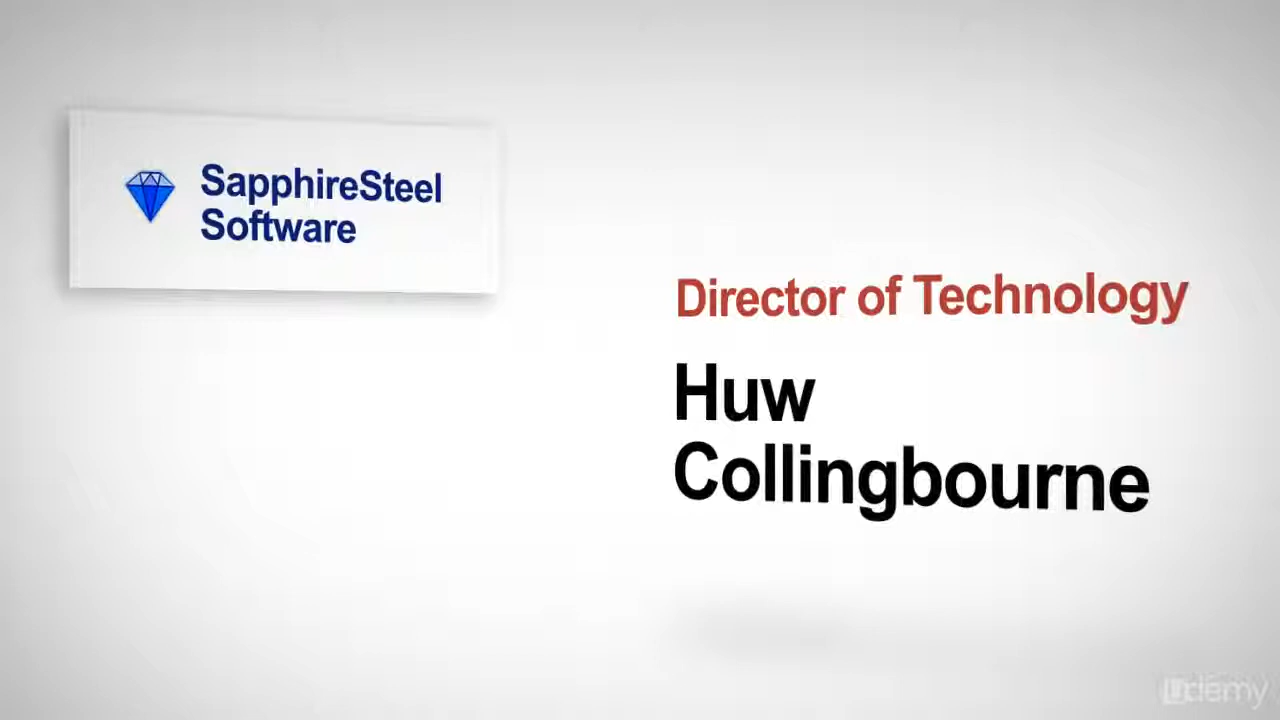 SapphireSteel
Software
Director of Technology
Huw
Collingbourne
Udemy